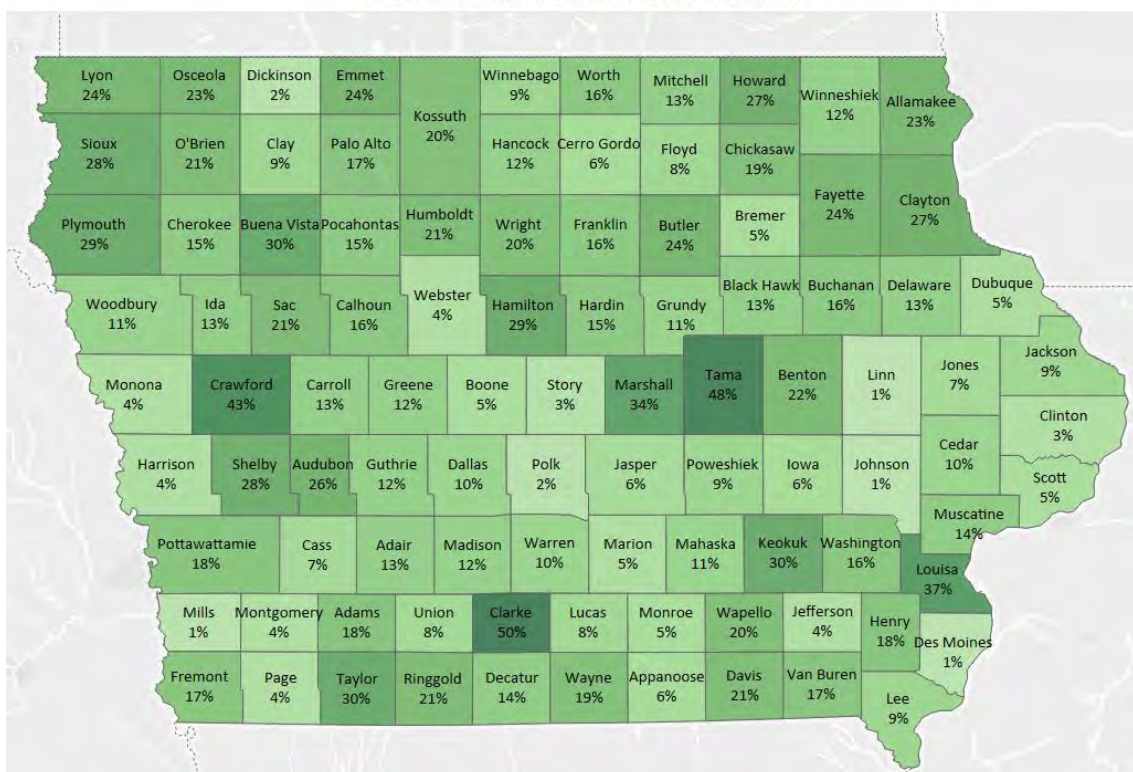 Lyon
24%
Osceola
23%
Dickinson
2%
Emmet
24%
Kossuth
20%
Winnebago
9%
Worth
16%
Mitchell
13%
Howard
27%
Winneshiek
12%
Allamakee
23%
Sioux
28%
O'Brien
21%
Clay
9%
Palo Alto
17%
Hancock
12%
Cerro Gordo
6%
Floyd
8%
Chickasaw
19%
Plymouth
29%
Cherokee
15%
Buena Vista
30%
Pocahontas
15%
Humboldt
21%
Wright
20%
Franklin
16%
Butler
24%
Bremer
5%
Fayette
24%
Clayton
27%
Woodbury
11%
Ida
13%
Sac
21%
Calhoun
16%
Webster
4%
Hamilton
29%
Hardin
15%
Grundy
11%
Black Hawk
13%
Buchanan
16%
Delaware
13%
Dubuque
5%
Monona
4%
Crawford
43%
Carroll
13%
Greene
12%
Boone
5%
Story
3%
Marshall
34%
Tama
48%
Benton
22%
Linn
1%
Jones
7%
Jackson
9%
Clinton
3%
Harrison
4%
Shelby
28%
Audubon
26%
Guthrie
12%
Dallas
10%
Polk
2%
Jasper
6%
Poweshiek
9%
Iowa
6%
Johnson
1%
Cedar
10%
Scott
5%
Muscatine
14%
Pottawattamie
18%
Cass
7%
Adair
13%
Madison
12%
Warren
10%
Marion
5%
Mahaska
11%
Keokuk
30%
Washington
16%
Louisa
37%
Mills
1%
Montgomery
4%
Adams
18%
Union
8%
Clarke
50%
Lucas
8%
Monroe
5%
Wapello
20%
Jefferson
4%
Henry
18%
Des Moines
1%
Fremont
17%
Page
4%
Taylor
30%
Ringgold
21%
Decatur
14%
Wayne
19%
Appanoose
6%
Davis
21%
Van Buren
17%
Lee
9%